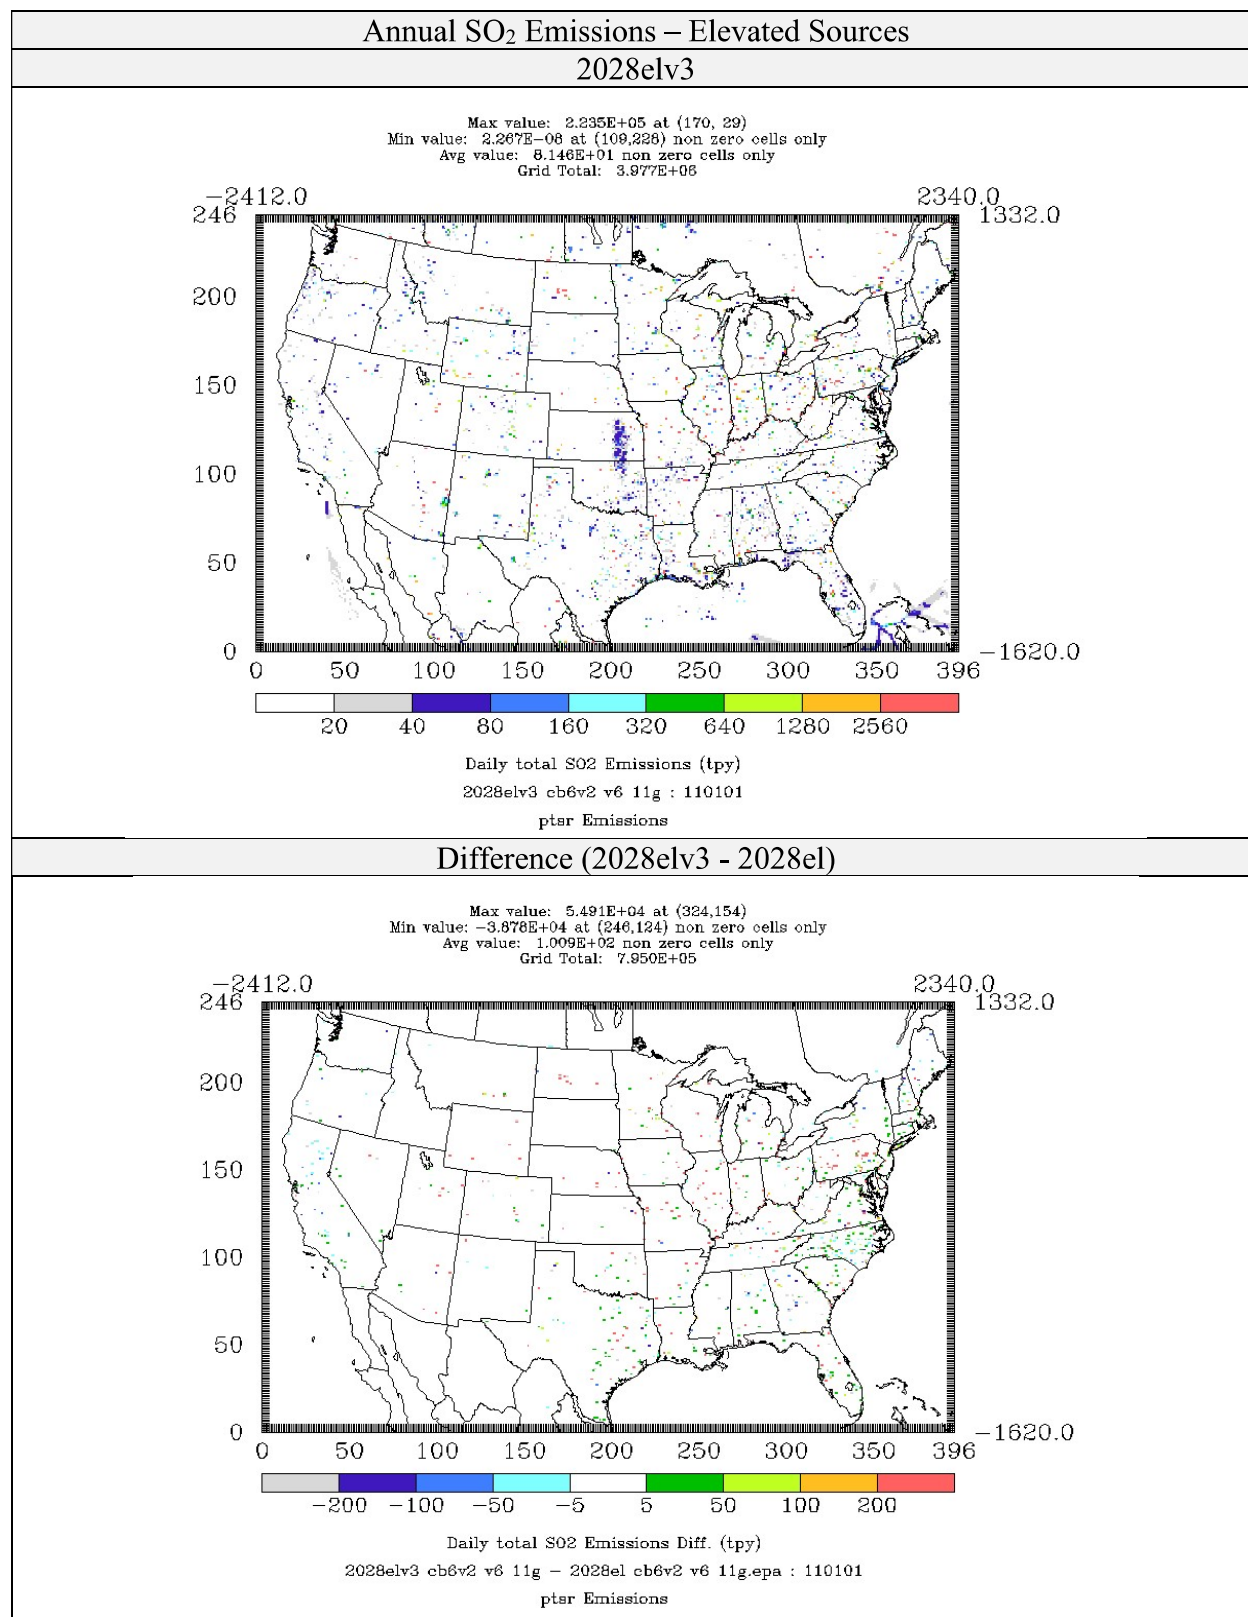 Annual SO₂ Emissions – Elevated Sources
2028elv3
Max value: 2.235E+05 at (170, 29)
Min value: 2.267E-08 at (109,228) non zero cells only
Avg value: 8.146E+01 non zero cells only
Grid Total: 3.977E+06
-2412.0 2340.0
246 1332.0
200
150
100
50
0 -1620.0
0 50 100 150 200 250 300 350 396
20 40 80 160 320 640 1280 2560
Daily total SO2 Emissions (tpy)
2028elv3 cb6v2 v6 11g : 110101
ptsr Emissions
Difference (2028elv3 - 2028el)
Max value: 5.491E+04 at (324,154)
Min value: -3.878E+04 at (246,124) non zero cells only
Avg value: 1.009E+02 non zero cells only
Grid Total: 7.950E+05
-2412.0 2340.0
246 1332.0
200
150
100
50
0 -1620.0
0 50 100 150 200 250 300 350 396
-200 -100 -50 -5 5 50 100 200
Daily total SO2 Emissions Diff. (tpy)
2028elv3 cb6v2 v6 11g - 2028el cb6v2 v6 11g.epa : 110101
ptsr Emissions